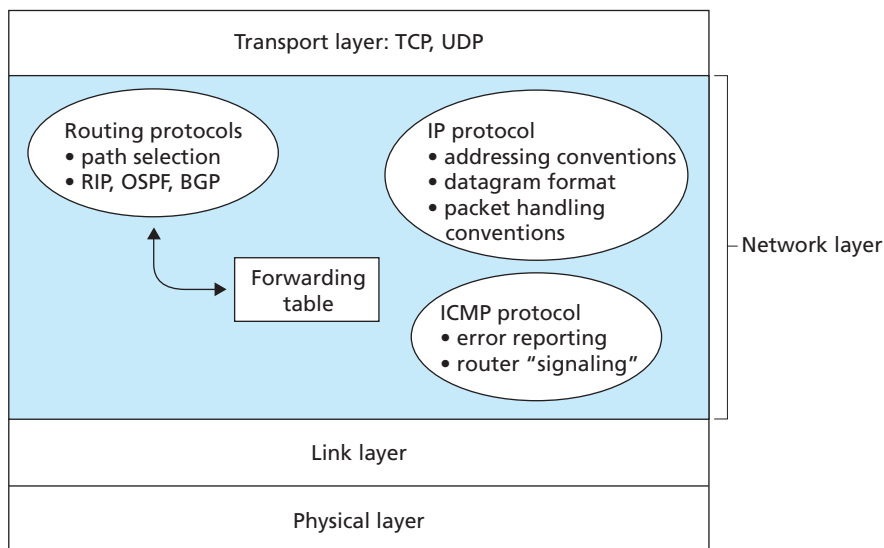 Transport layer: TCP, UDP
Routing protocols
• path selection
• RIP, OSPF, BGP
IP protocol
• addressing conventions
• datagram format
• packet handling
conventions
Forwarding
table
ICMP protocol
• error reporting
• router “signaling”
Network layer
Link layer
Physical layer